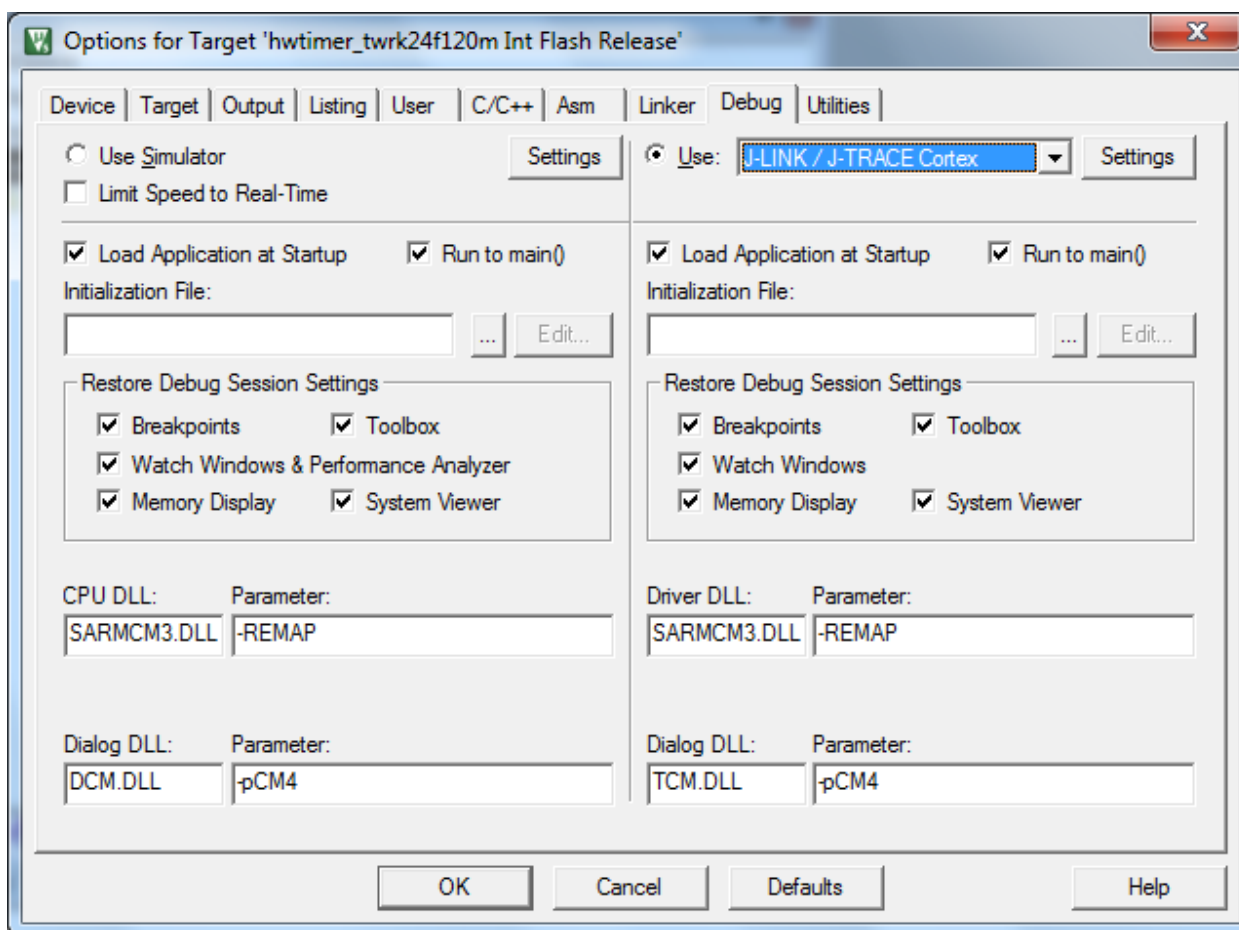 Options for Target 'hwtimer_twrk24f120m Int Flash Release'
Device Target Output Listing User C/C++ Asm Linker Debug Utilities
Use Simulator Settings
Limit Speed to Real-Time
Use: J-LINK / J-TRACE Cortex Settings
Load Application at Startup Run to main()
Initialization File:
... Edit...
Restore Debug Session Settings
Breakpoints Toolbox
Watch Windows & Performance Analyzer
Memory Display System Viewer
CPU DLL: Parameter:
SARMCM3.DLL -REMAP
Dialog DLL: Parameter:
DCM.DLL -pCM4
Load Application at Startup Run to main()
Initialization File:
... Edit...
Restore Debug Session Settings
Breakpoints Toolbox
Watch Windows
Memory Display System Viewer
Driver DLL: Parameter:
SARMCM3.DLL -REMAP
Dialog DLL: Parameter:
TCM.DLL -pCM4
OK Cancel Defaults Help